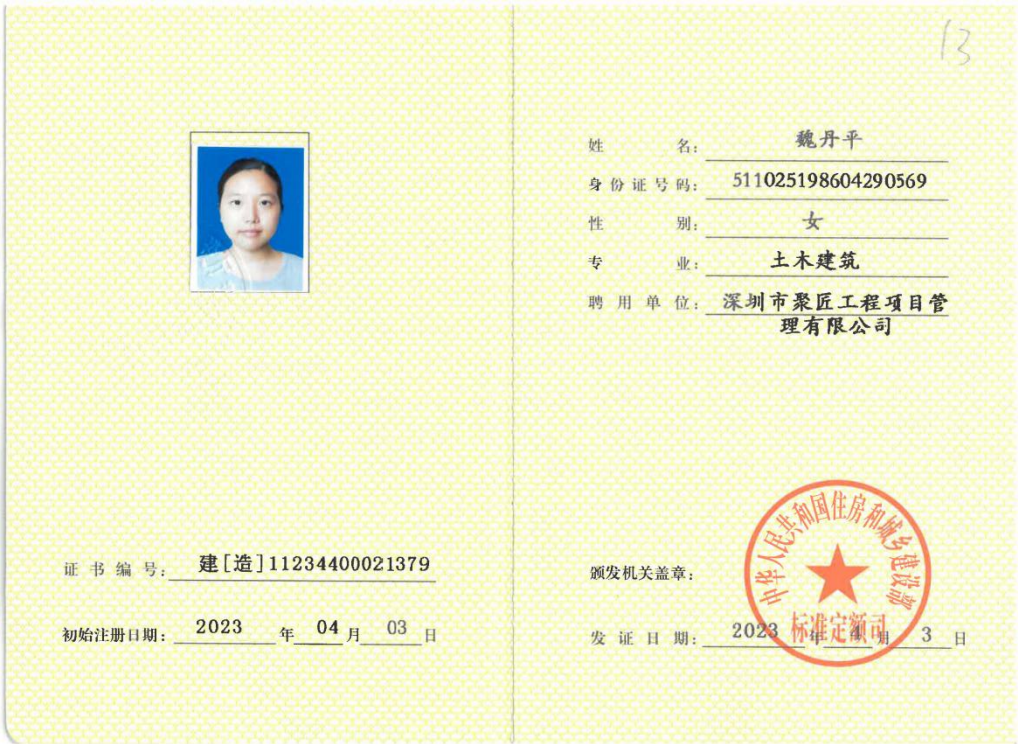 13
姓名：魏丹平
身份证号码：511025198604290569
性别：女
专业：土木建筑
聘用单位：深圳市聚匠工程项目管
理有限公司
证书编号：建[造]11234400021379
初始注册日期：2023年04月03日
颁发机关盖章：
中华人民共和国住房和城乡建设部
标准定额司
发证日期：2023年4月3日